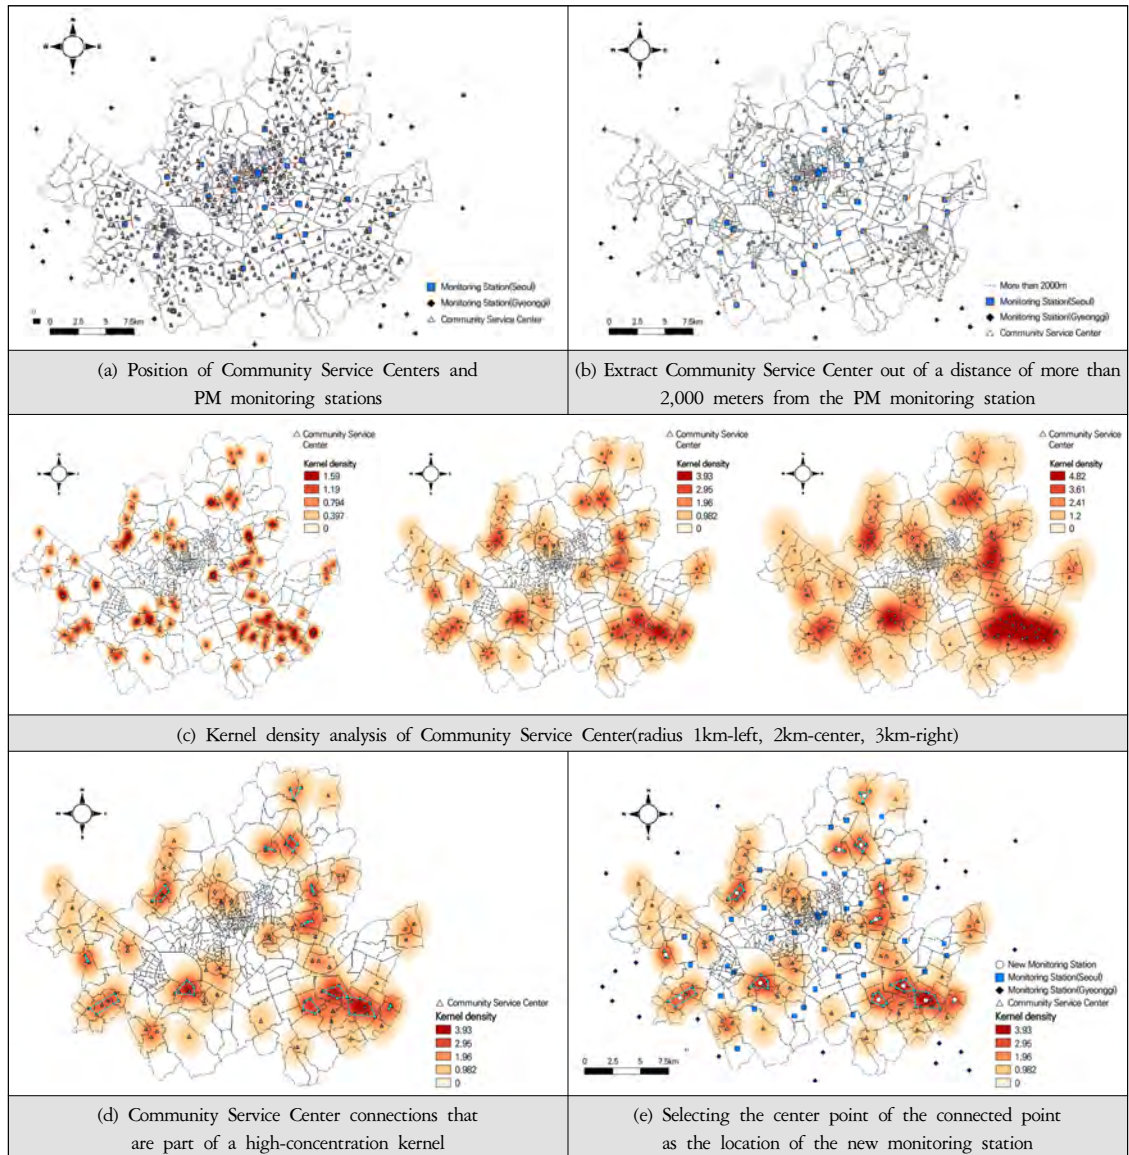 Monitoring Station(Seoul)
Monitoring Station(Gyeonggi)
Community Service Center
0 2.5 5 7.5km
(a) Position of Community Service Centers and
PM monitoring stations
More than 2000m
Monitoring Station(Seoul)
Monitoring Station(Gyeonggi)
Community Service Center
0 2.5 5 7.5km
(b) Extract Community Service Center out of a distance of more than
2,000 meters from the PM monitoring station
Community Service
Center
Kernel density
1.59
1.19
0.794
0.397
0
Community Service
Center
Kernel density
3.93
2.95
1.96
0.982
0
Community Service
Center
Kernel density
4.82
3.61
2.41
1.2
0
(c) Kernel density analysis of Community Service Center(radius 1km-left, 2km-center, 3km-right)
Community Service Center
Kernel density
3.93
2.95
1.96
0.982
0
(d) Community Service Center connections that
are part of a high-concentration kernel
New Monitoring Station
Monitoring Station(Seoul)
Monitoring Station(Gyeonggi)
Community Service Center
Kernel density
3.93
2.95
1.96
0.982
0
0 2.5 5 7.5km
(e) Selecting the center point of the connected point
as the location of the new monitoring station